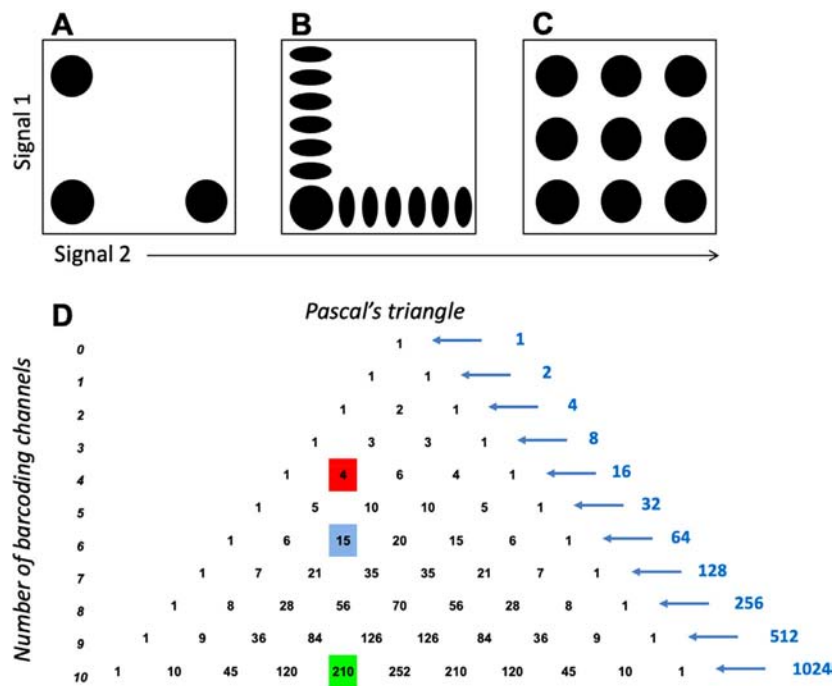 A B C
Signal 1
Signal 2
D
Pascal's triangle
Number of barcoding channels
0 1 1
1 1 1 2
2 1 2 1 4
3 1 3 3 1 8
4 1 4 6 4 1 16
5 1 5 10 10 5 1 32
6 1 6 15 20 15 6 1 64
7 1 7 21 35 35 21 7 1 128
8 1 8 28 56 70 56 28 8 1 256
9 1 9 36 84 126 126 84 36 9 1 512
10 1 10 45 120 210 252 210 120 45 10 1 1024